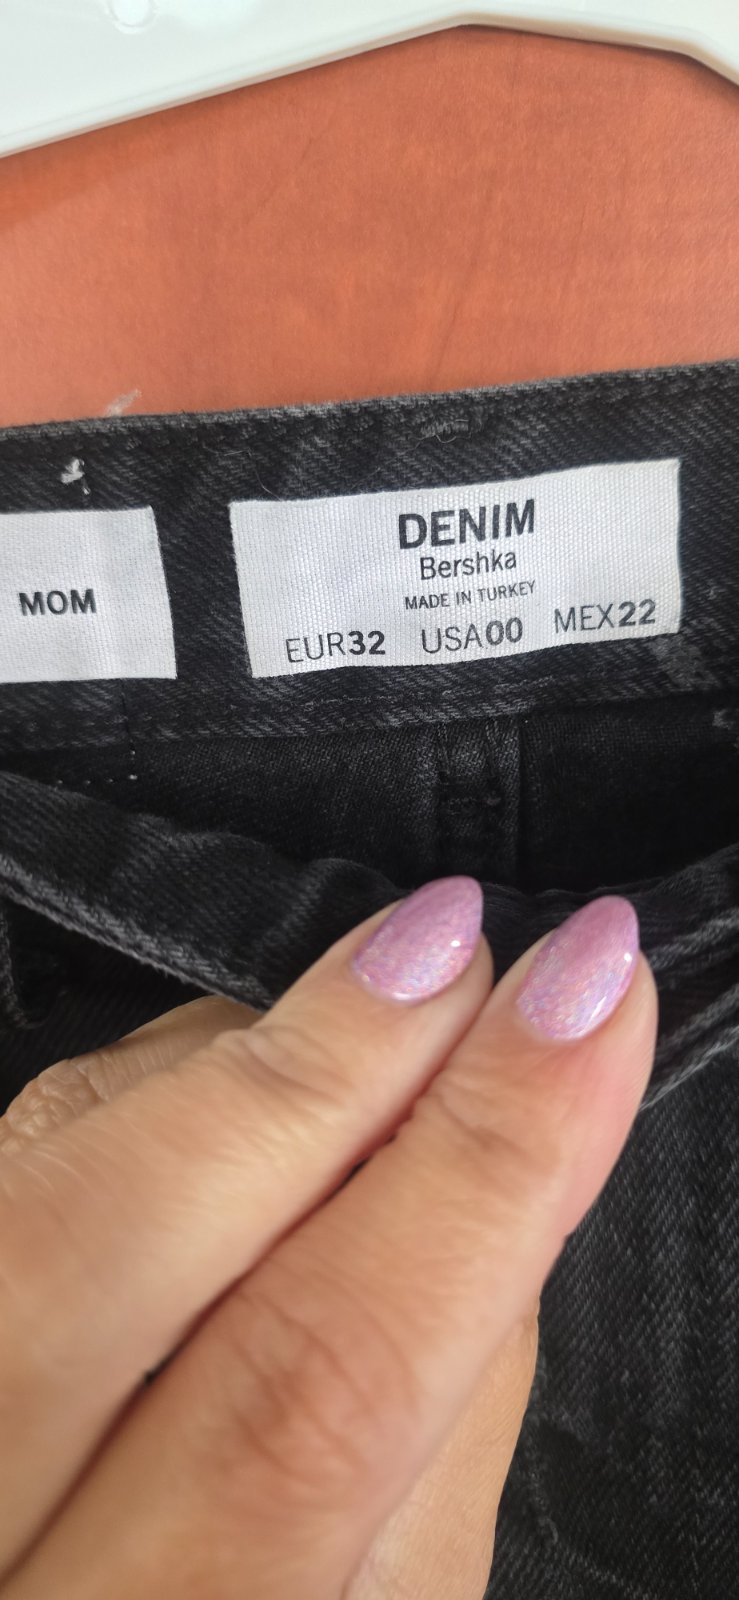 MOM
DENIM
Bershka
MADE IN TURKEY
EUR32 USA00 MEX22